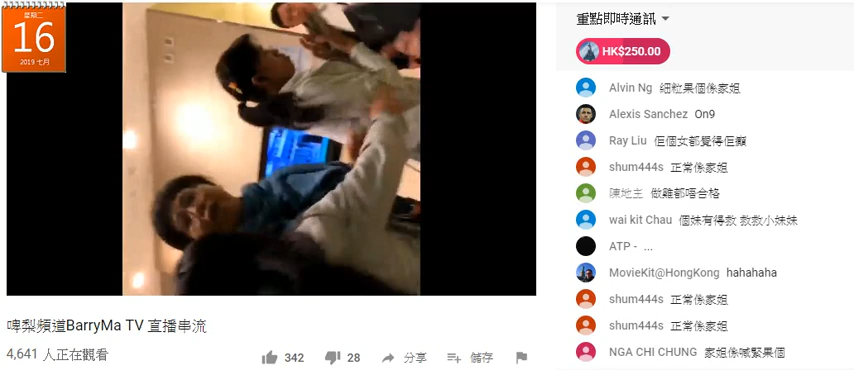 星期二
16
2019 七月
重點即時通訊
HK$250.00
Alvin Ng 細粒果個係家姐
Alexis Sanchez On9
Ray Liu 佢個女都覺得佢癲
shum444s 正常係家姐
陳地主 做雞都唔合格
wai kit Chau 個妹有得救 救救小妹妹
ATP - ...
MovieKit@HongKong hahahaha
shum444s 正常係家姐
shum444s 正常係家姐
NGA CHI CHUNG 家姐係喊緊果個
啤梨頻道BarryMa TV 直播串流
4,641 人正在觀看
342 28 分享 儲存